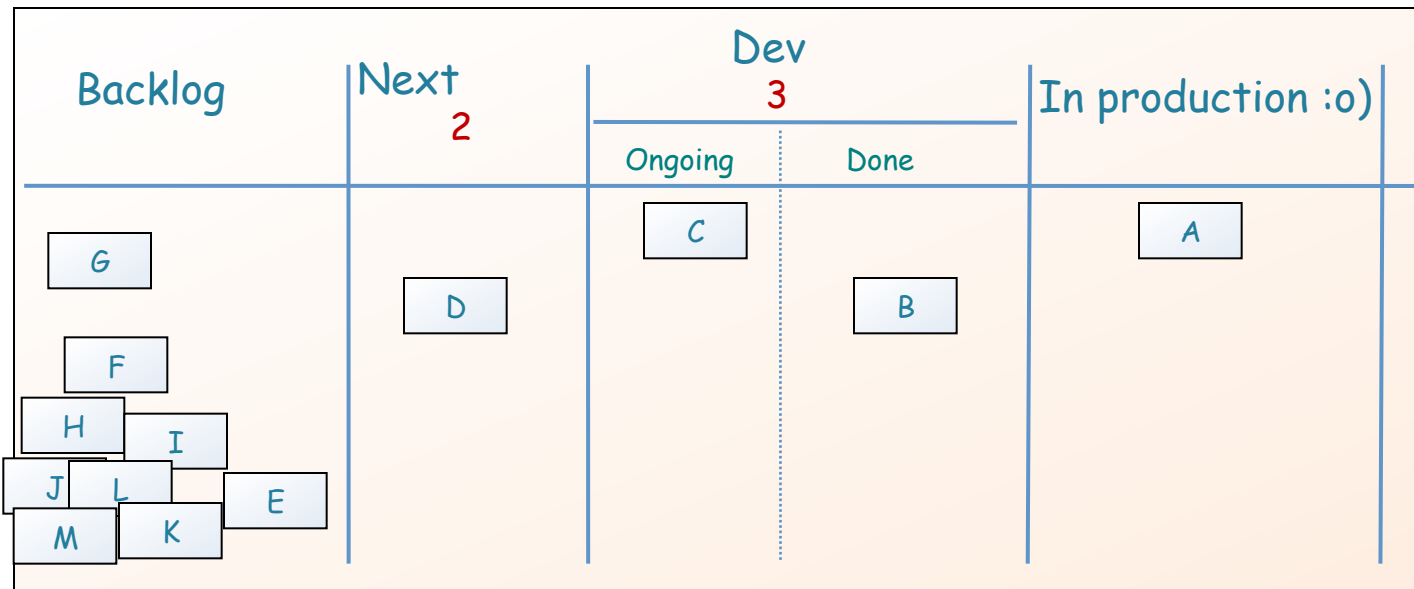 Backlog
Next
2
Dev
3
In production :o)
Ongoing
Done
G
F
H
I
J
L
E
M
K
D
C
B
A